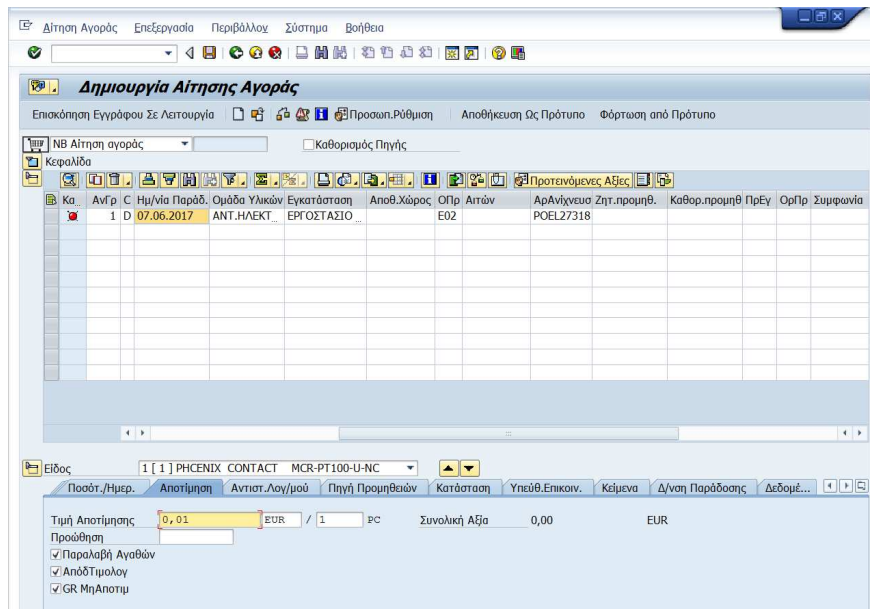 Αίτηση Αγοράς Επεξεργασία Περιβάλλον Σύστημα Βοήθεια
Δημιουργία Αίτησης Αγοράς
Επισκόπηση Εγγράφου Σε Λειτουργία Προσωπ.Ρύθμιση Αποθήκευση Ως Πρότυπο Φόρτωση από Πρότυπο
NB Αίτηση αγοράς Καθορισμός Πηγής
Κεφαλίδα
Προτεινόμενες Αξίες
Κα... ΑνΓρ C Ημ/νία Παράδ. Ομάδα Υλικών Εγκατάσταση Αποθ.Χώρος ΟΠρ Αιτών ΑρΑνίχνευσ Ζητ.προμηθ. Καθορ.προμηθ ΠρΕγ ΟρΠρ Συμφωνία
1 D 07.06.2017 ΑΝΤ.ΗΛΕΚΤ... ΕΡΓΟΣΤΑΣΙΟ ... E02 POEL27318
Είδος 1 [ 1 ] PHCENIX CONTACT MCR-PT100-U-NC
Ποσότ./Ημερ. Αποτίμηση Αντιστ.Λογ/μού Πηγή Προμηθειών Κατάσταση Υπεύθ.Επικοιν. Κείμενα Δ/νση Παράδοσης Δεδομέ...
Τιμή Αποτίμησης 0,01 EUR / 1 PC Συνολική Αξία 0,00 EUR
Προώθηση
Παραλαβή Αγαθών
ΑπόδΤιμολογ
GR ΜηΑποτιμ